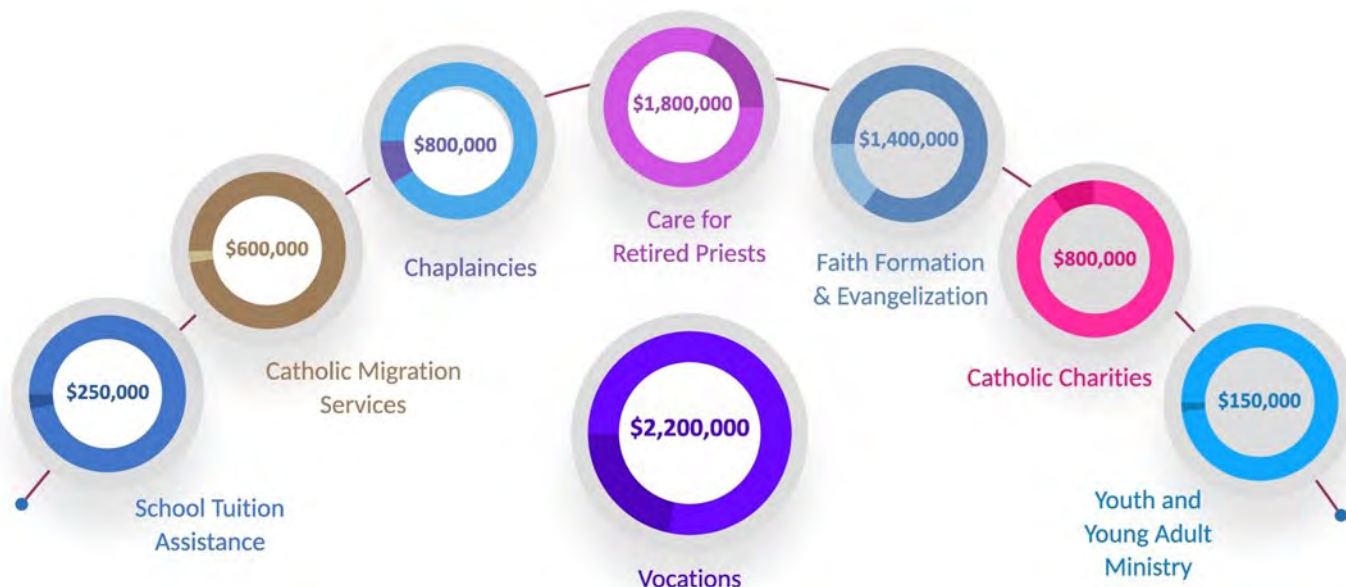 $250,000
School Tuition
Assistance
$600,000
Catholic Migration
Services
$800,000
Chaplaincies
$1,800,000
Care for
Retired Priests
$1,400,000
Faith Formation
& Evangelization
$800,000
Catholic Charities
$150,000
Youth and
Young Adult
Ministry
$2,200,000
Vocations